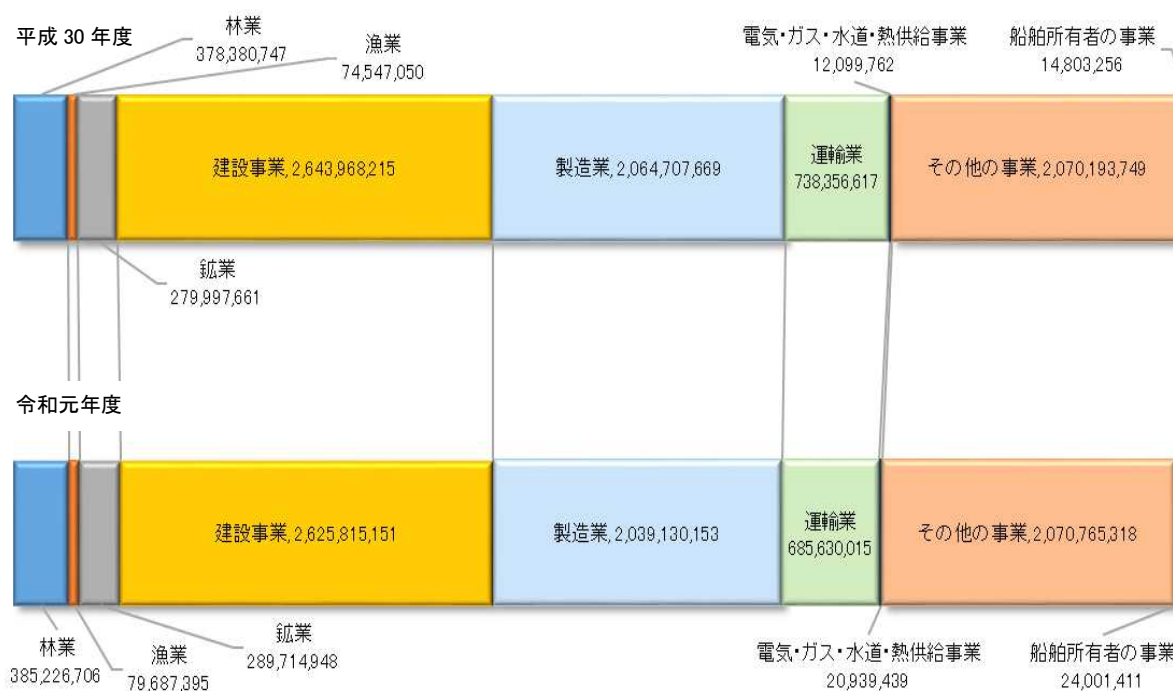 平成 30 年度
林業
378,380,747
漁業
74,547,050
電気・ガス・水道・熱供給事業
12,099,762
船舶所有者の事業
14,803,256
建設事業,2,643,968,215
製造業,2,064,707,669
運輸業
738,356,617
その他の事業,2,070,193,749
鉱業
279,997,661
令和元年度
建設事業,2,625,815,151
製造業,2,039,130,153
運輸業
685,630,015
その他の事業,2,070,765,318
林業
385,226,706
漁業
79,687,395
鉱業
289,714,948
電気・ガス・水道・熱供給事業
20,939,439
船舶所有者の事業
24,001,411